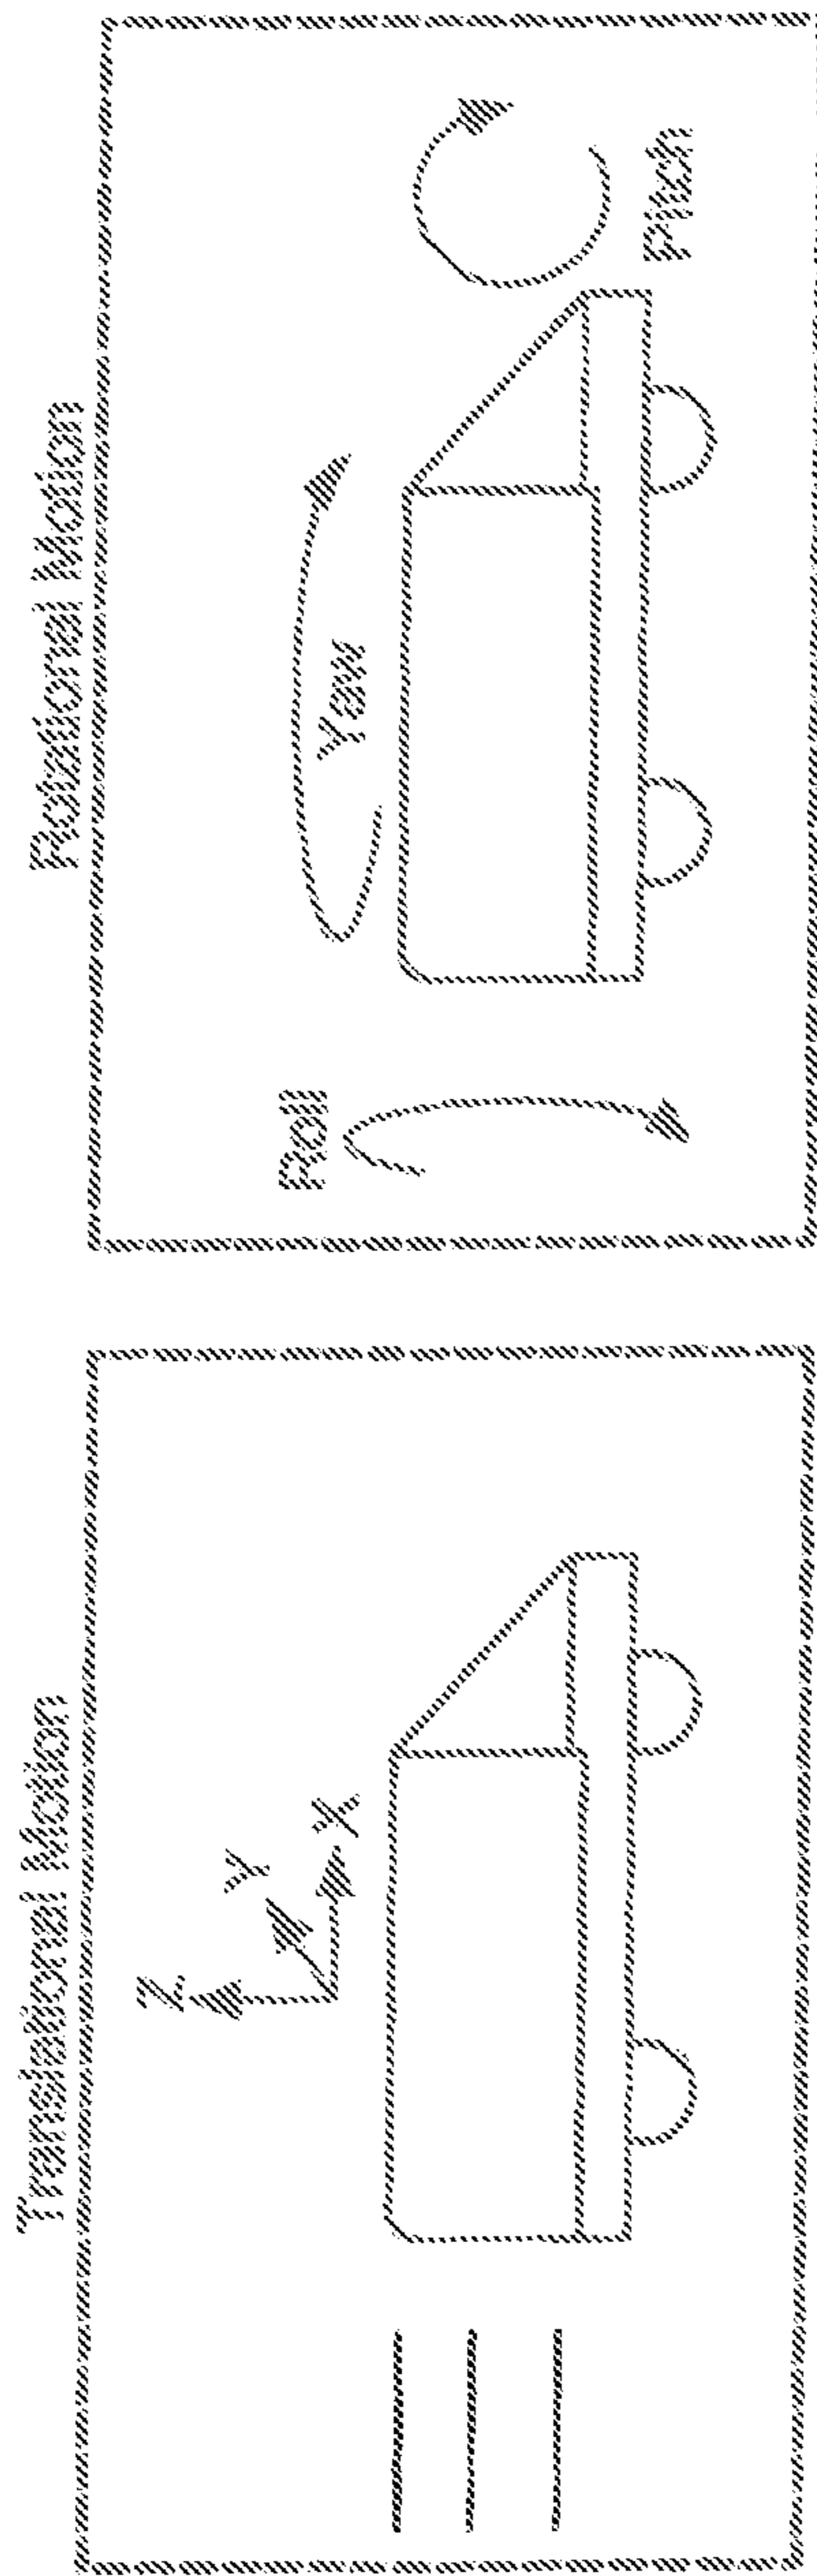 Translational Motion
Z
Y
X
Rotational Motion
Roll
Yaw
Pitch